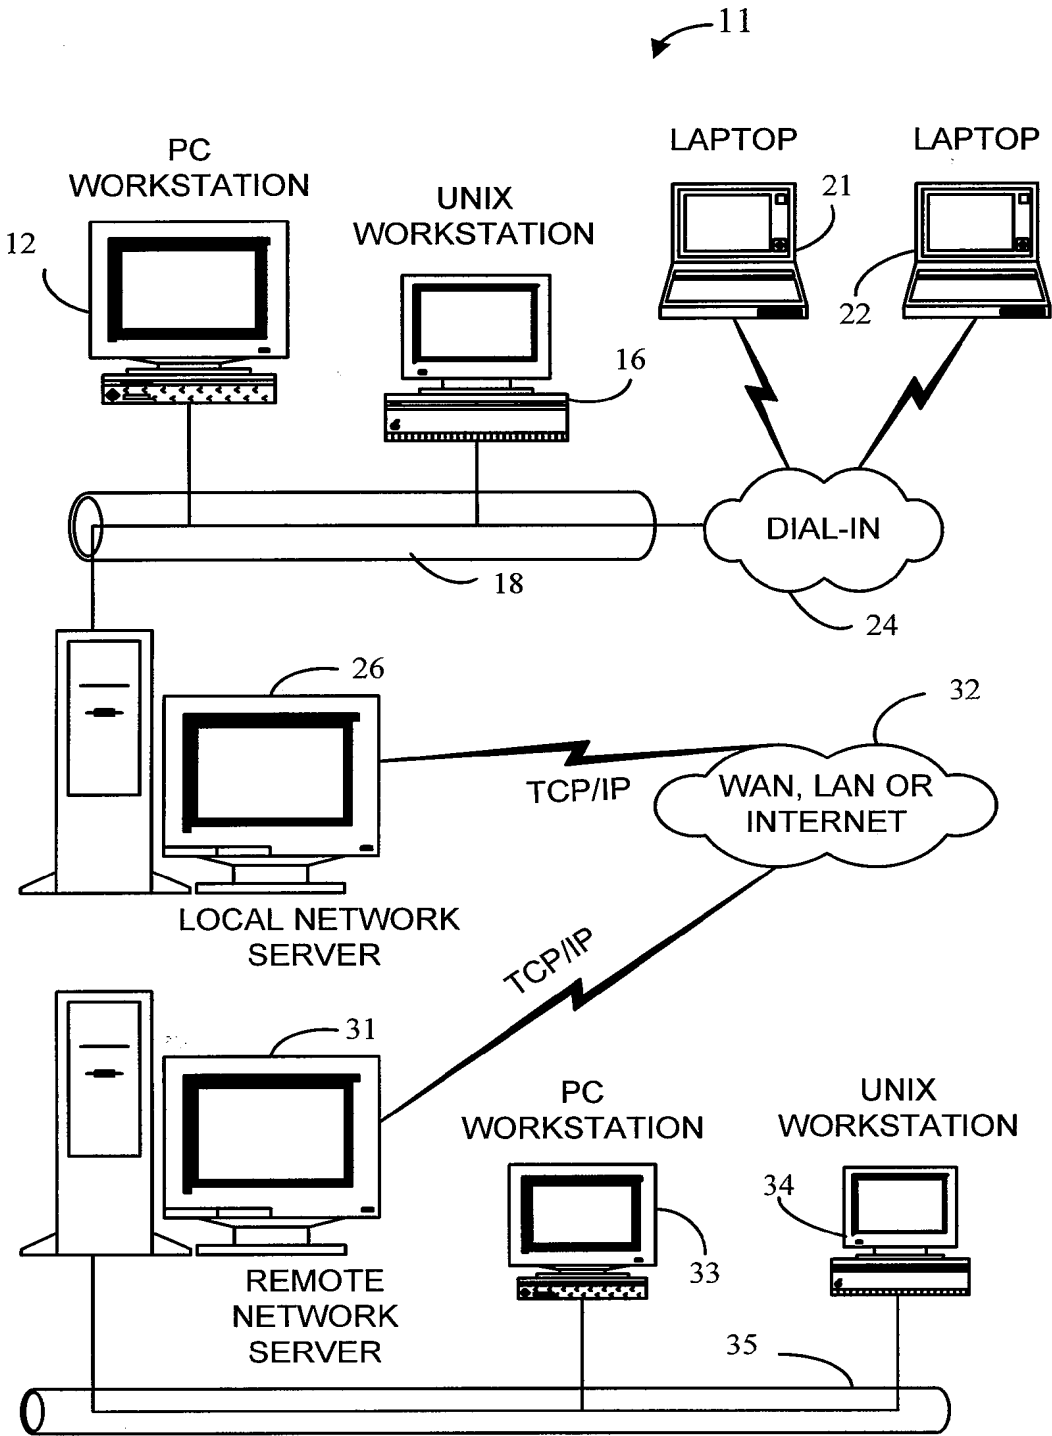 11
PC
WORKSTATION
UNIX
WORKSTATION
LAPTOP
LAPTOP
12
16
21
22
DIAL-IN
18
24
26
32
TCP/IP
WAN, LAN OR
INTERNET
LOCAL NETWORK
SERVER
TCP/IP
31
PC
WORKSTATION
UNIX
WORKSTATION
33
34
REMOTE
NETWORK
SERVER
35